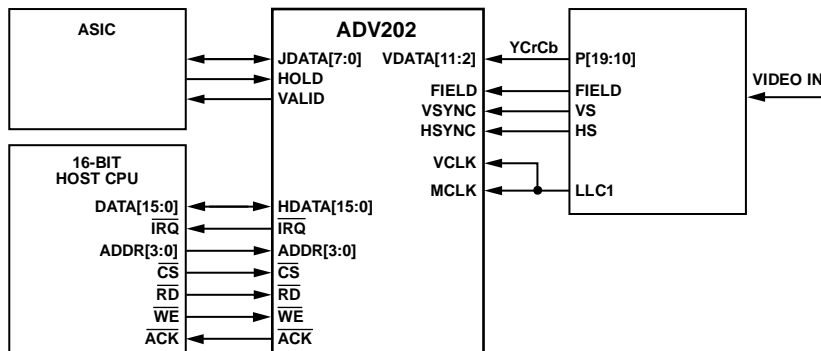 ASIC
JDATA[7:0]
HOLD
VALID
16-BIT
HOST CPU
DATA[15:0]
IRQ
ADDR[3:0]
CS
RD
WE
ACK
ADV202
HDATA[15:0]
IRQ
ADDR[3:0]
CS
RD
WE
ACK
VDATA[11:2]
FIELD
VSYNC
HSYNC
VCLK
MCLK
YCrCb
P[19:10]
FIELD
VS
HS
LLC1
VIDEO IN